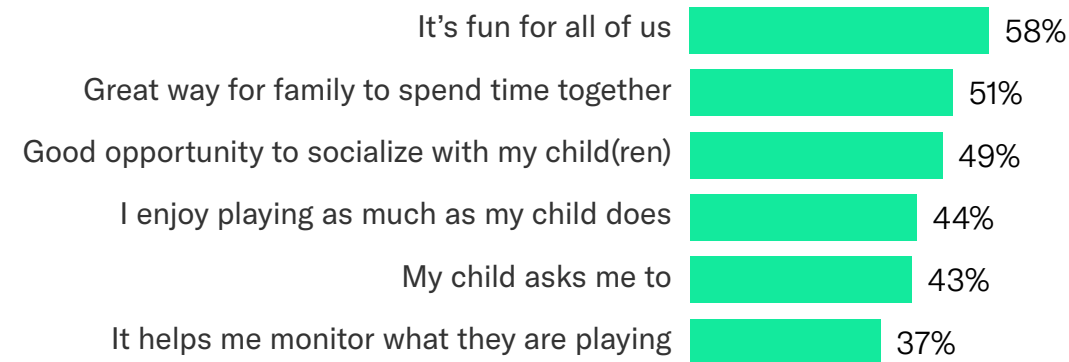 It’s fun for all of us 58%
Great way for family to spend time together 51%
Good opportunity to socialize with my child(ren) 49%
I enjoy playing as much as my child does 44%
My child asks me to 43%
It helps me monitor what they are playing 37%